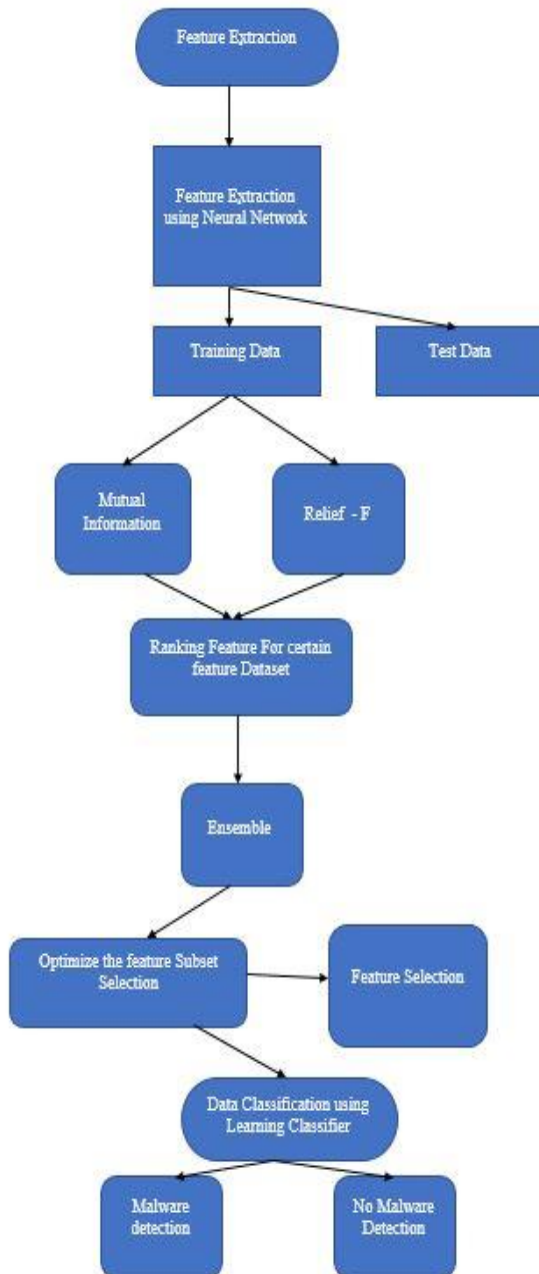 Feature Extraction
Feature Extraction
using Neural Network
Training Data
Test Data
Mutual
Information
Relief - F
Ranking Feature For certain
feature Dataset
Ensemble
Optimize the feature Subset
Selection
Feature Selection
Data Classification using
Learning Classifier
Malware
detection
No Malware
Detection